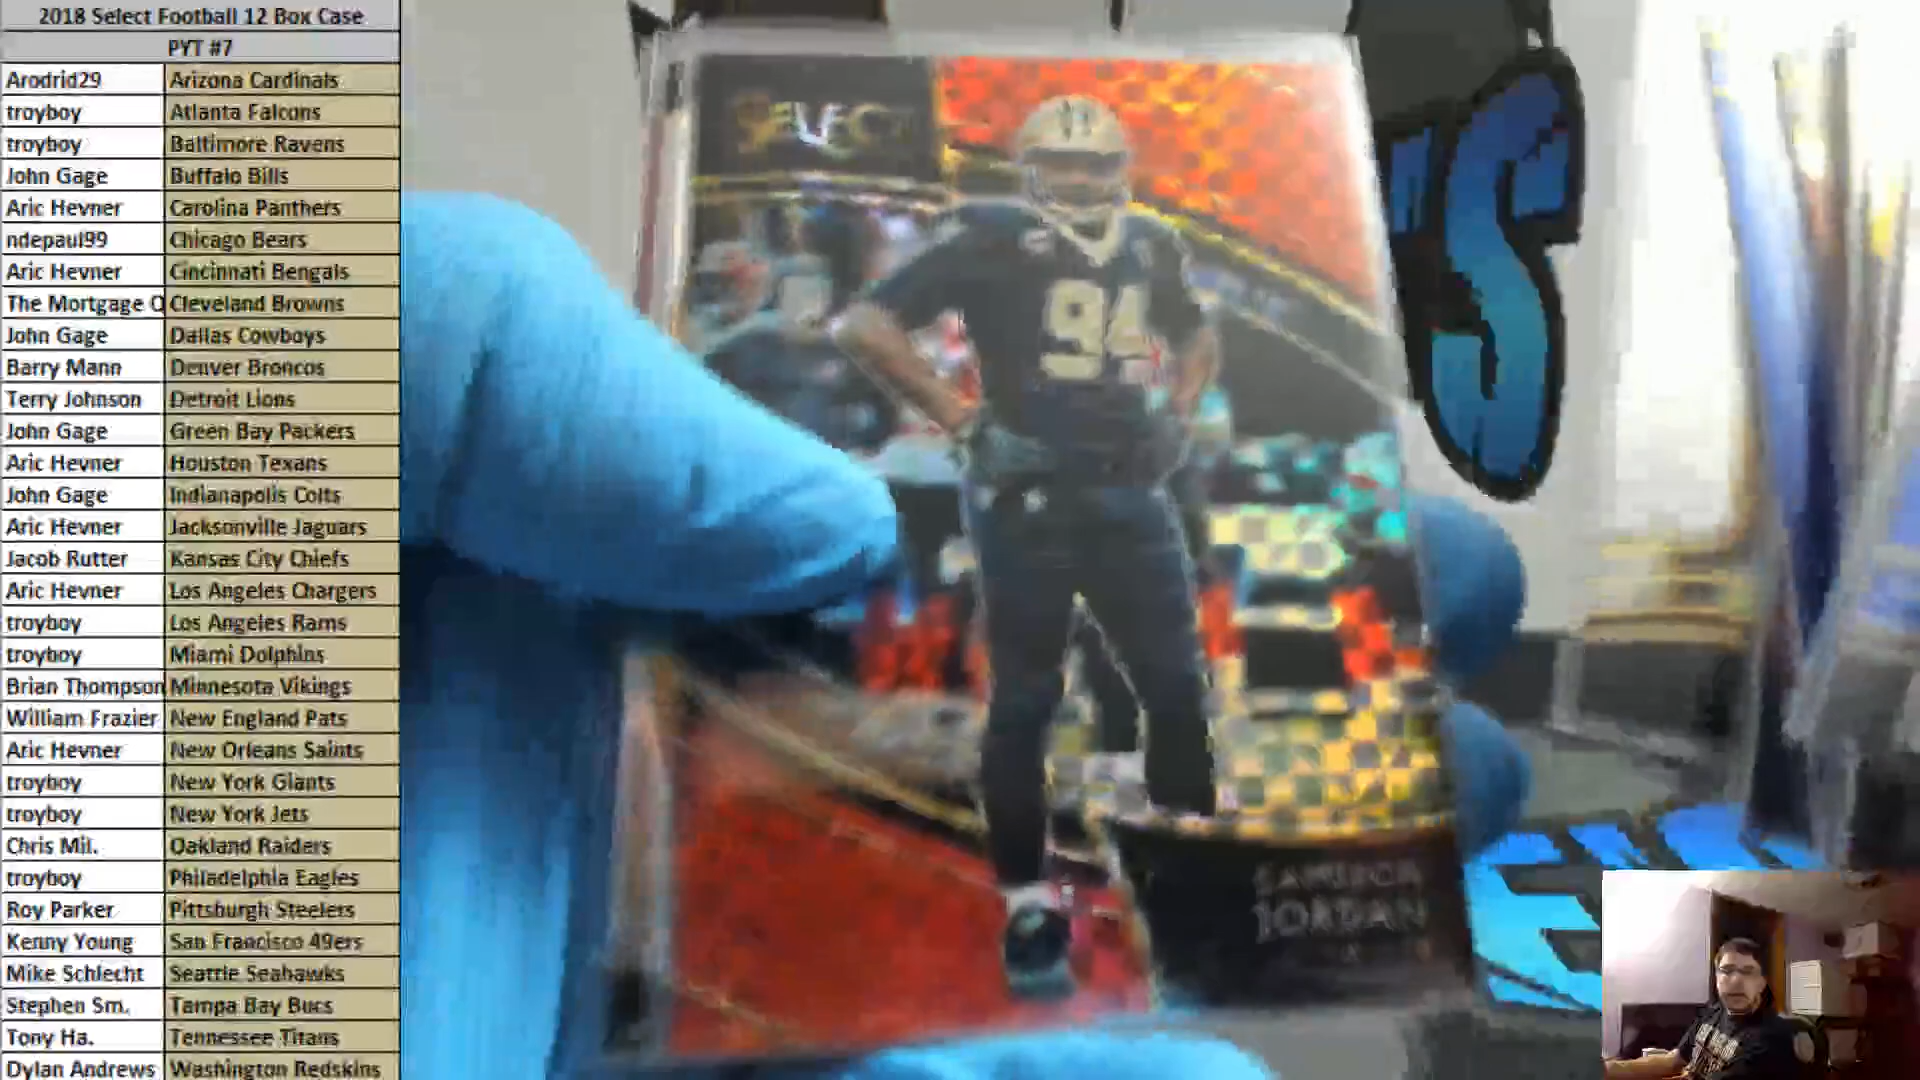 2018 Select Football 12 Box Case
PYT #7
Arodrid29 Arizona Cardinals
troyboy Atlanta Falcons
troyboy Baltimore Ravens
John Gage Buffalo Bills
Aric Hevner Carolina Panthers
ndepaul99 Chicago Bears
Aric Hevner Cincinnati Bengals
The Mortgage Cleveland Browns
John Gage Dallas Cowboys
Barry Mann Denver Broncos
Terry Johnson Detroit Lions
John Gage Green Bay Packers
Aric Hevner Houston Texans
John Gage Indianapolis Colts
Aric Hevner Jacksonville Jaguars
Jacob Rutter Kansas City Chiefs
Aric Hevner Los Angeles Chargers
troyboy Los Angeles Rams
troyboy Miami Dolphins
Brian Thompson Minnesota Vikings
William Frazier New England Pats
Aric Hevner New Orleans Saints
troyboy New York Giants
troyboy New York Jets
Chris Mil. Oakland Raiders
troyboy Philadelphia Eagles
Roy Parker Pittsburgh Steelers
Kenny Young San Francisco 49ers
Mike Schlecht Seattle Seahawks
Stephen Sm. Tampa Bay Bucs
Tony Ha. Tennessee Titans
Dylan Andrews Washington Redskins
SELECT
94
CAMERON
JORDAN
'S